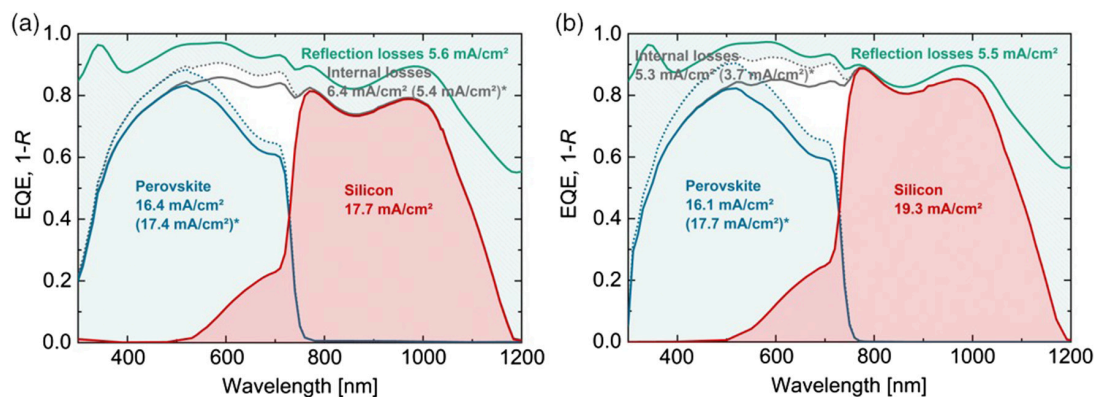 (a)
EQE, 1-R
1.0
0.8
0.6
0.4
0.2
0.0
Reflection losses 5.6 mA/cm²
Internal losses
6.4 mA/cm² (5.4 mA/cm²)*
Perovskite
16.4 mA/cm²
(17.4 mA/cm²)*
Silicon
17.7 mA/cm²
400 600 800 1000 1200
Wavelength [nm]
(b)
EQE, 1-R
1.0
0.8
0.6
0.4
0.2
0.0
Reflection losses 5.5 mA/cm²
Internal losses
5.3 mA/cm² (3.7 mA/cm²)*
Perovskite
16.1 mA/cm²
(17.7 mA/cm²)*
Silicon
19.3 mA/cm²
400 600 800 1000 1200
Wavelength [nm]